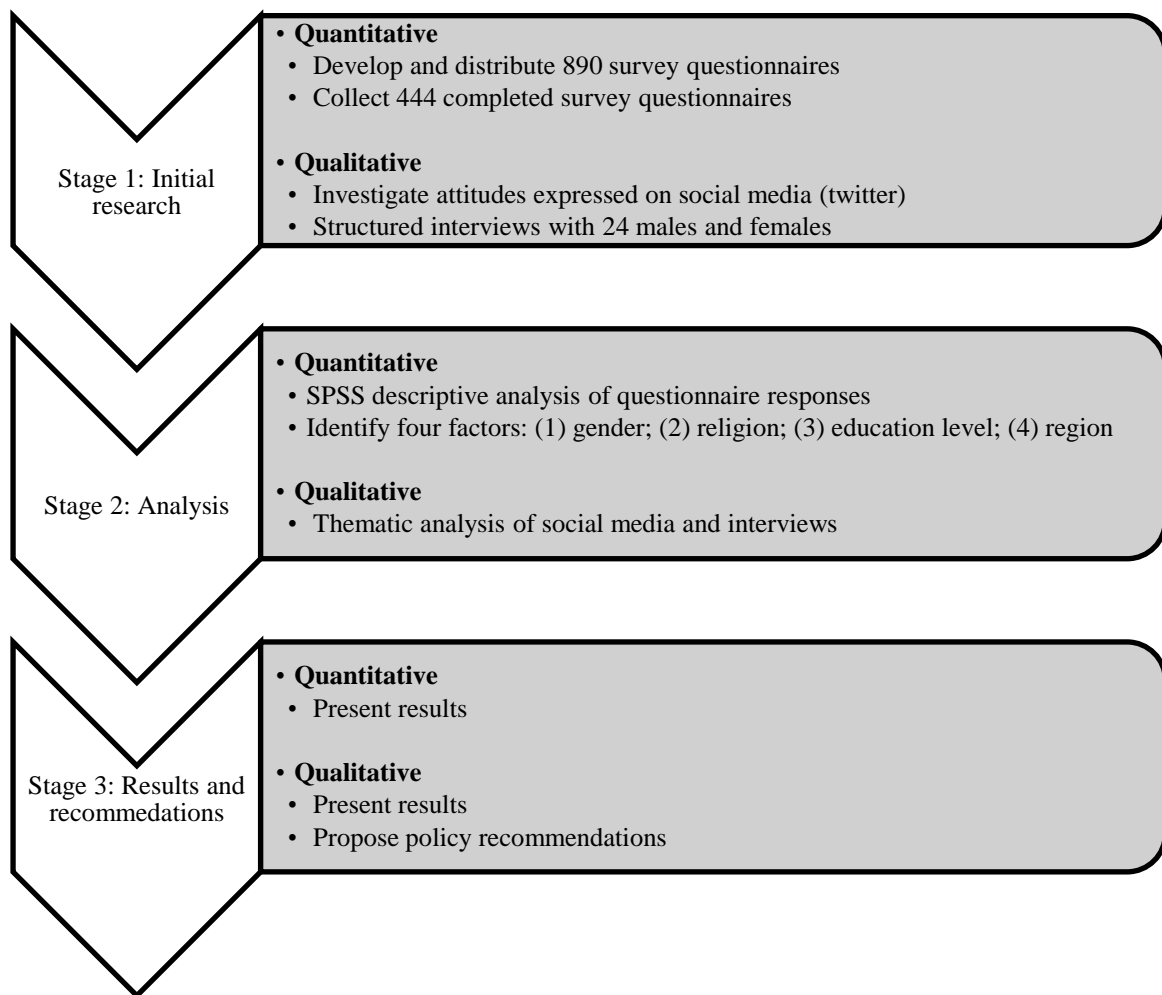 Stage 1: Initial
research
• Quantitative
• Develop and distribute 890 survey questionnaires
• Collect 444 completed survey questionnaires
• Qualitative
• Investigate attitudes expressed on social media (twitter)
• Structured interviews with 24 males and females
Stage 2: Analysis
• Quantitative
• SPSS descriptive analysis of questionnaire responses
• Identify four factors: (1) gender; (2) religion; (3) education level; (4) region
• Qualitative
• Thematic analysis of social media and interviews
Stage 3: Results and
recommedations
• Quantitative
• Present results
• Qualitative
• Present results
• Propose policy recommendations